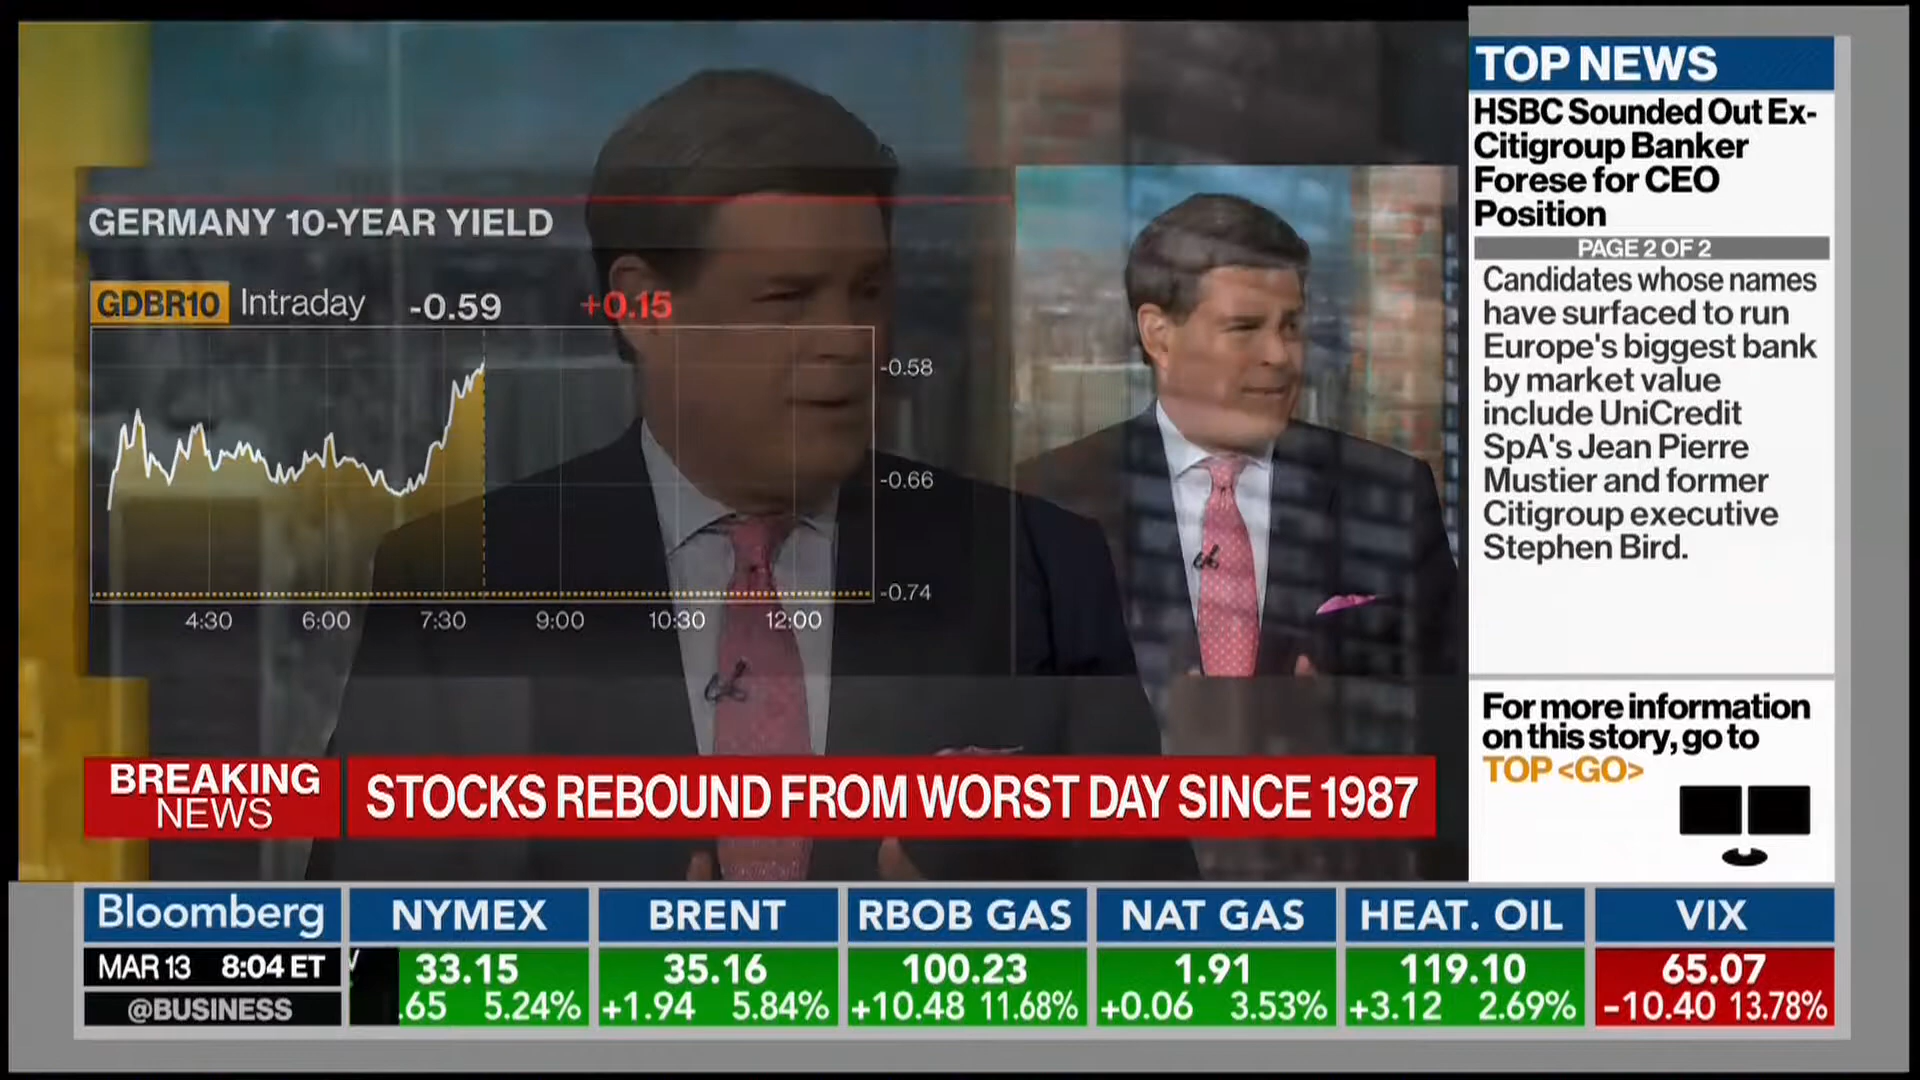 TOP NEWS
HSBC Sounded Out Ex-
Citigroup Banker
Forese for CEO
Position
PAGE 2 OF 2
Candidates whose names
have surfaced to run
Europe's biggest bank
by market value
include UniCredit
SpA's Jean Pierre
Mustier and former
Citigroup executive
Stephen Bird.
For more information
on this story, go to
TOP <GO>
GERMANY 10-YEAR YIELD
GDBR10 Intraday -0.59 +0.15
-0.58
-0.66
-0.74
4:30 6:00 7:30 9:00 10:30 12:00
BREAKING
NEWS
STOCKS REBOUND FROM WORST DAY SINCE 1987
Bloomberg NYMEX BRENT RBOB GAS NAT GAS HEAT. OIL VIX
MAR 13 8:04 ET 33.15 35.16 100.23 1.91 119.10 65.07
@BUSINESS .65 5.24% +1.94 5.84% +10.48 11.68% +0.06 3.53% +3.12 2.69% -10.40 13.78%